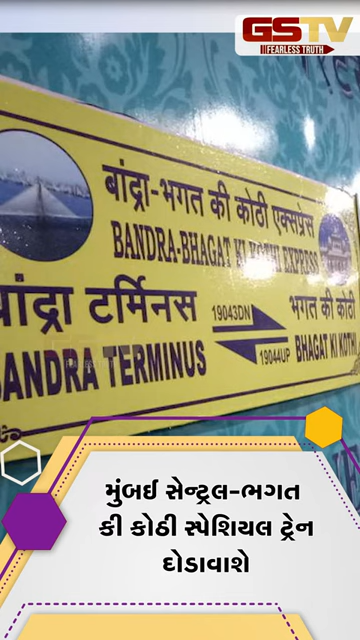 GSTV
FEARLESS TRUTH
बांद्रा-भगत की कोठी एक्सप्रेस
BANDRA-BHAGAT KI KOTHI EXPRESS
बांद्रा टर्मिनस
19043DN
भगत की कोठी
BANDRA TERMINUS
19044UP
BHAGAT KI KOTHI
મુંબઈ સેન્ટ્રલ-ભગત
કી કોઠી સ્પેશિયલ ટ્રેન
દોડાવાશે